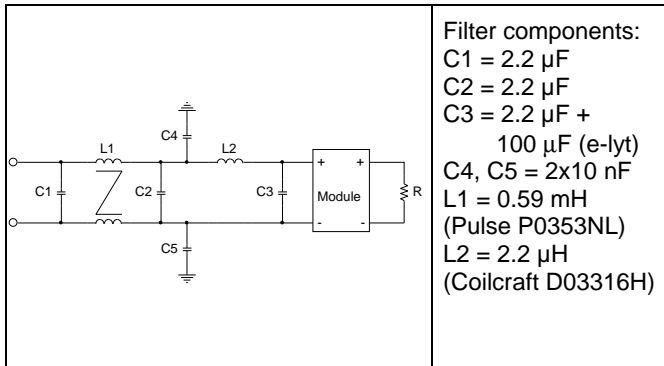 C4
L1
L2
C1
C2
C3
+ +
Module
- -
R
C5
Filter components:
C1 = 2.2 µF
C2 = 2.2 µF
C3 = 2.2 µF +
100 μF (e-lyt)
C4, C5 = 2x10 nF
L1 = 0.59 mH
(Pulse P0353NL)
L2 = 2.2 µH
(Coilcraft D03316H)